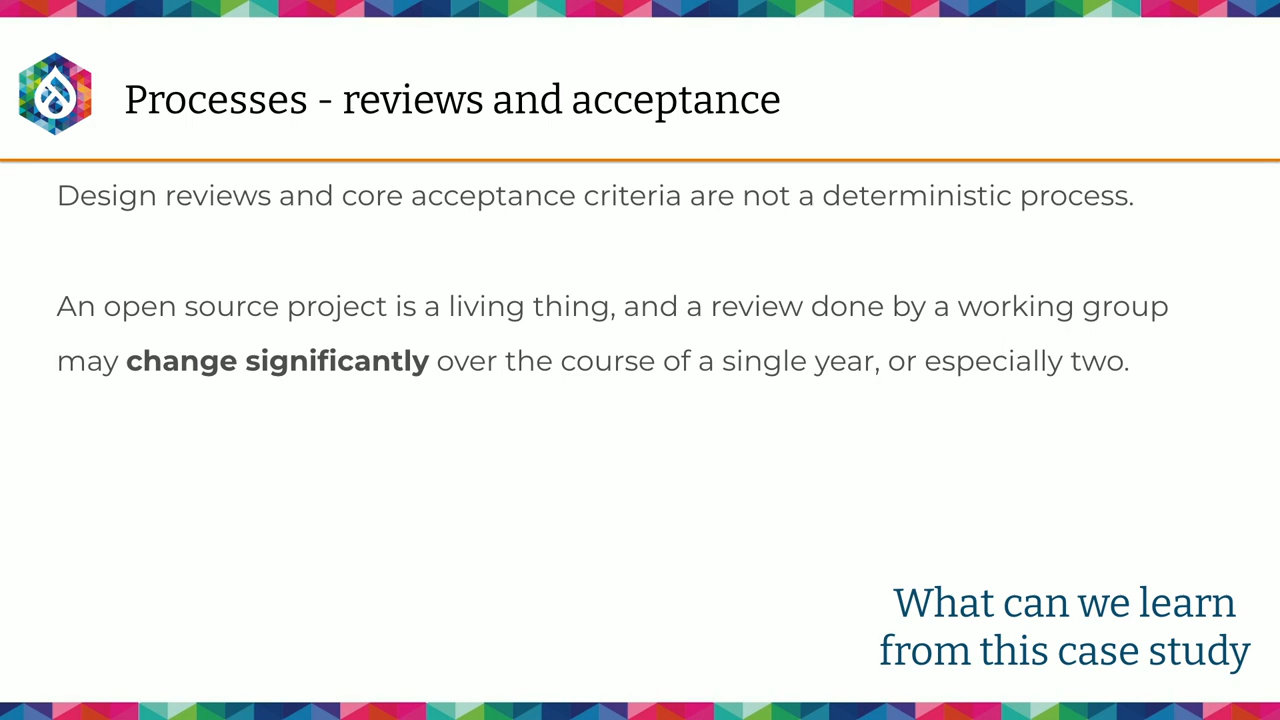 Processes - reviews and acceptance
Design reviews and core acceptance criteria are not a deterministic process.
An open source project is a living thing, and a review done by a working group
may change significantly over the course of a single year, or especially two.
What can we learn
from this case study